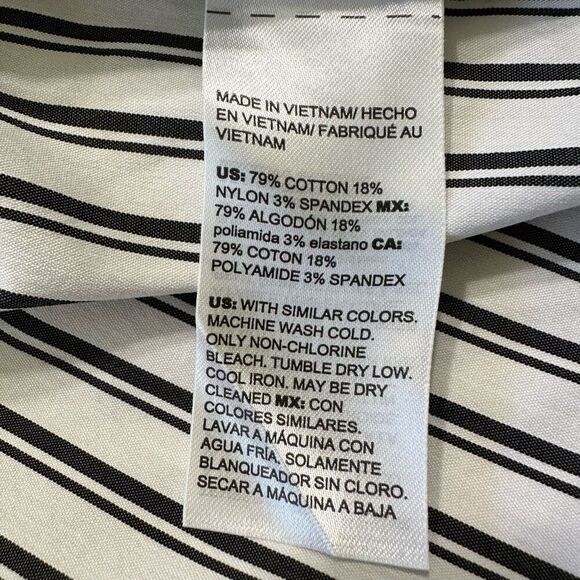 MADE IN VIETNAM/ HECHO
EN VIETNAM/ FABRIQUÉ AU
VIETNAM
US: 79% COTTON 18%
NYLON 3% SPANDEX MX:
79% ALGODÓN 18%
poliamida 3% elastano CA:
79% COTON 18%
POLYAMIDE 3% SPANDEX
US: WITH SIMILAR COLORS.
MACHINE WASH COLD.
ONLY NON-CHLORINE
BLEACH. TUMBLE DRY LOW.
COOL IRON. MAY BE DRY
CLEANED MX: CON
COLORES SIMILARES.
LAVAR A MÁQUINA CON
AGUA FRÍA. SOLAMENTE
BLANQUEADOR SIN CLORO.
SECAR A MÁQUINA A BAJA